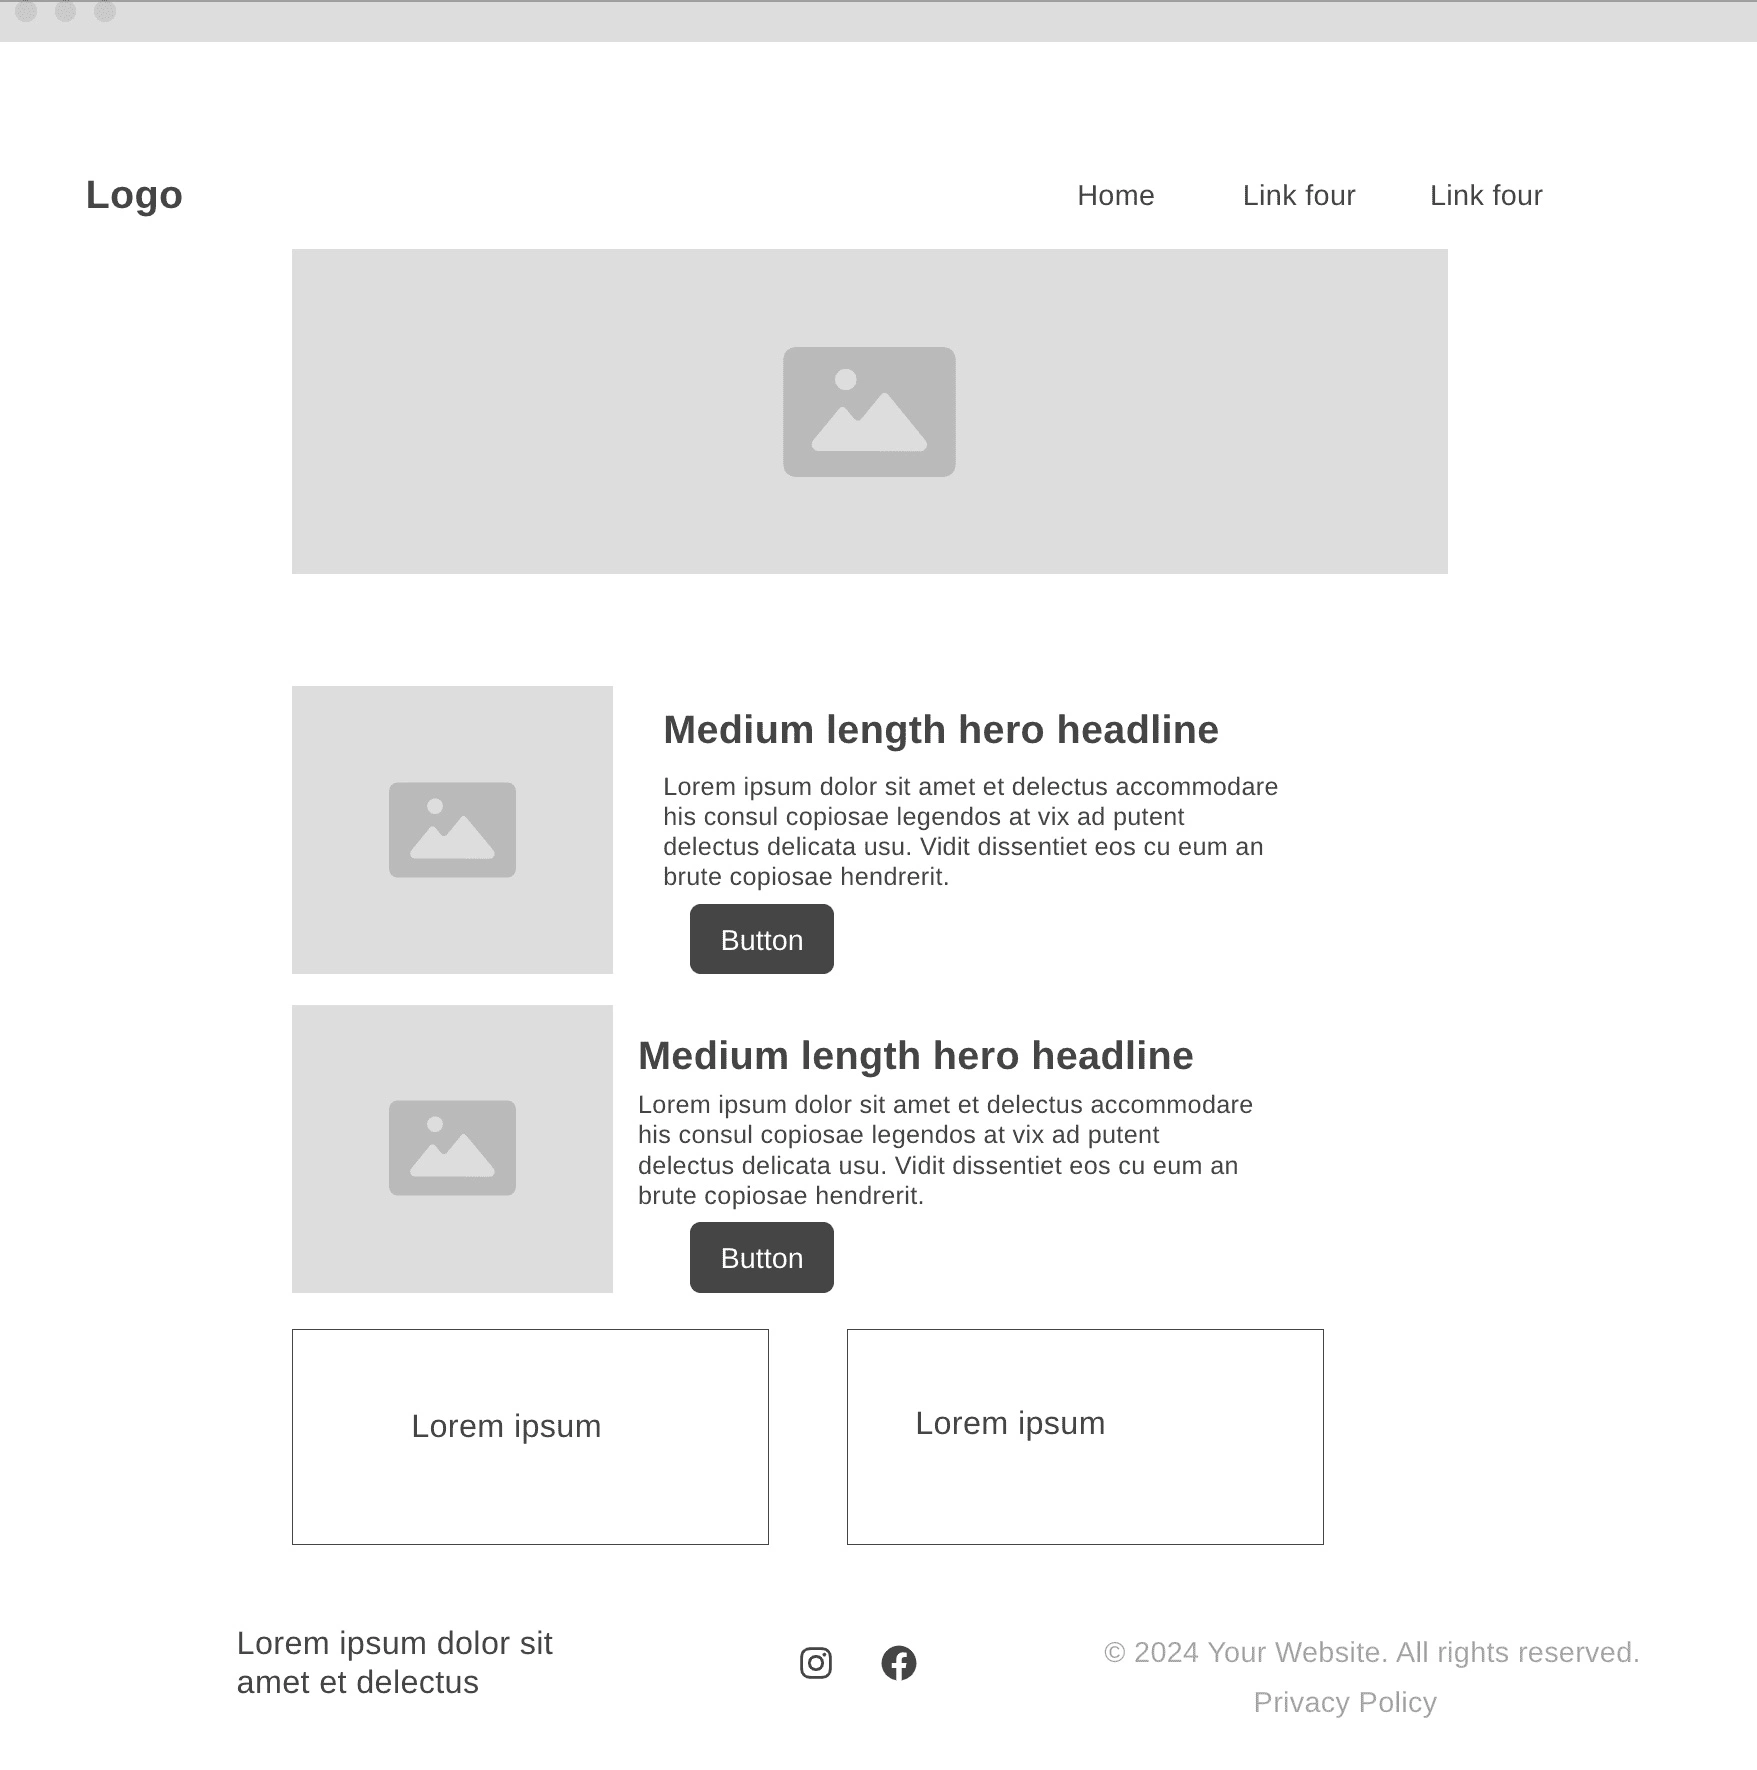 Logo
Home
Link four
Link four
Medium length hero headline
Lorem ipsum dolor sit amet et delectus accommodare
his consul copiosae legendos at vix ad putent
delectus delicata usu. Vidit dissentiet eos cu eum an
brute copiosae hendrerit.
Button
Medium length hero headline
Lorem ipsum dolor sit amet et delectus accommodare
his consul copiosae legendos at vix ad putent
delectus delicata usu. Vidit dissentiet eos cu eum an
brute copiosae hendrerit.
Button
Lorem ipsum
Lorem ipsum
Lorem ipsum dolor sit
amet et delectus
© 2024 Your Website. All rights reserved.
Privacy Policy